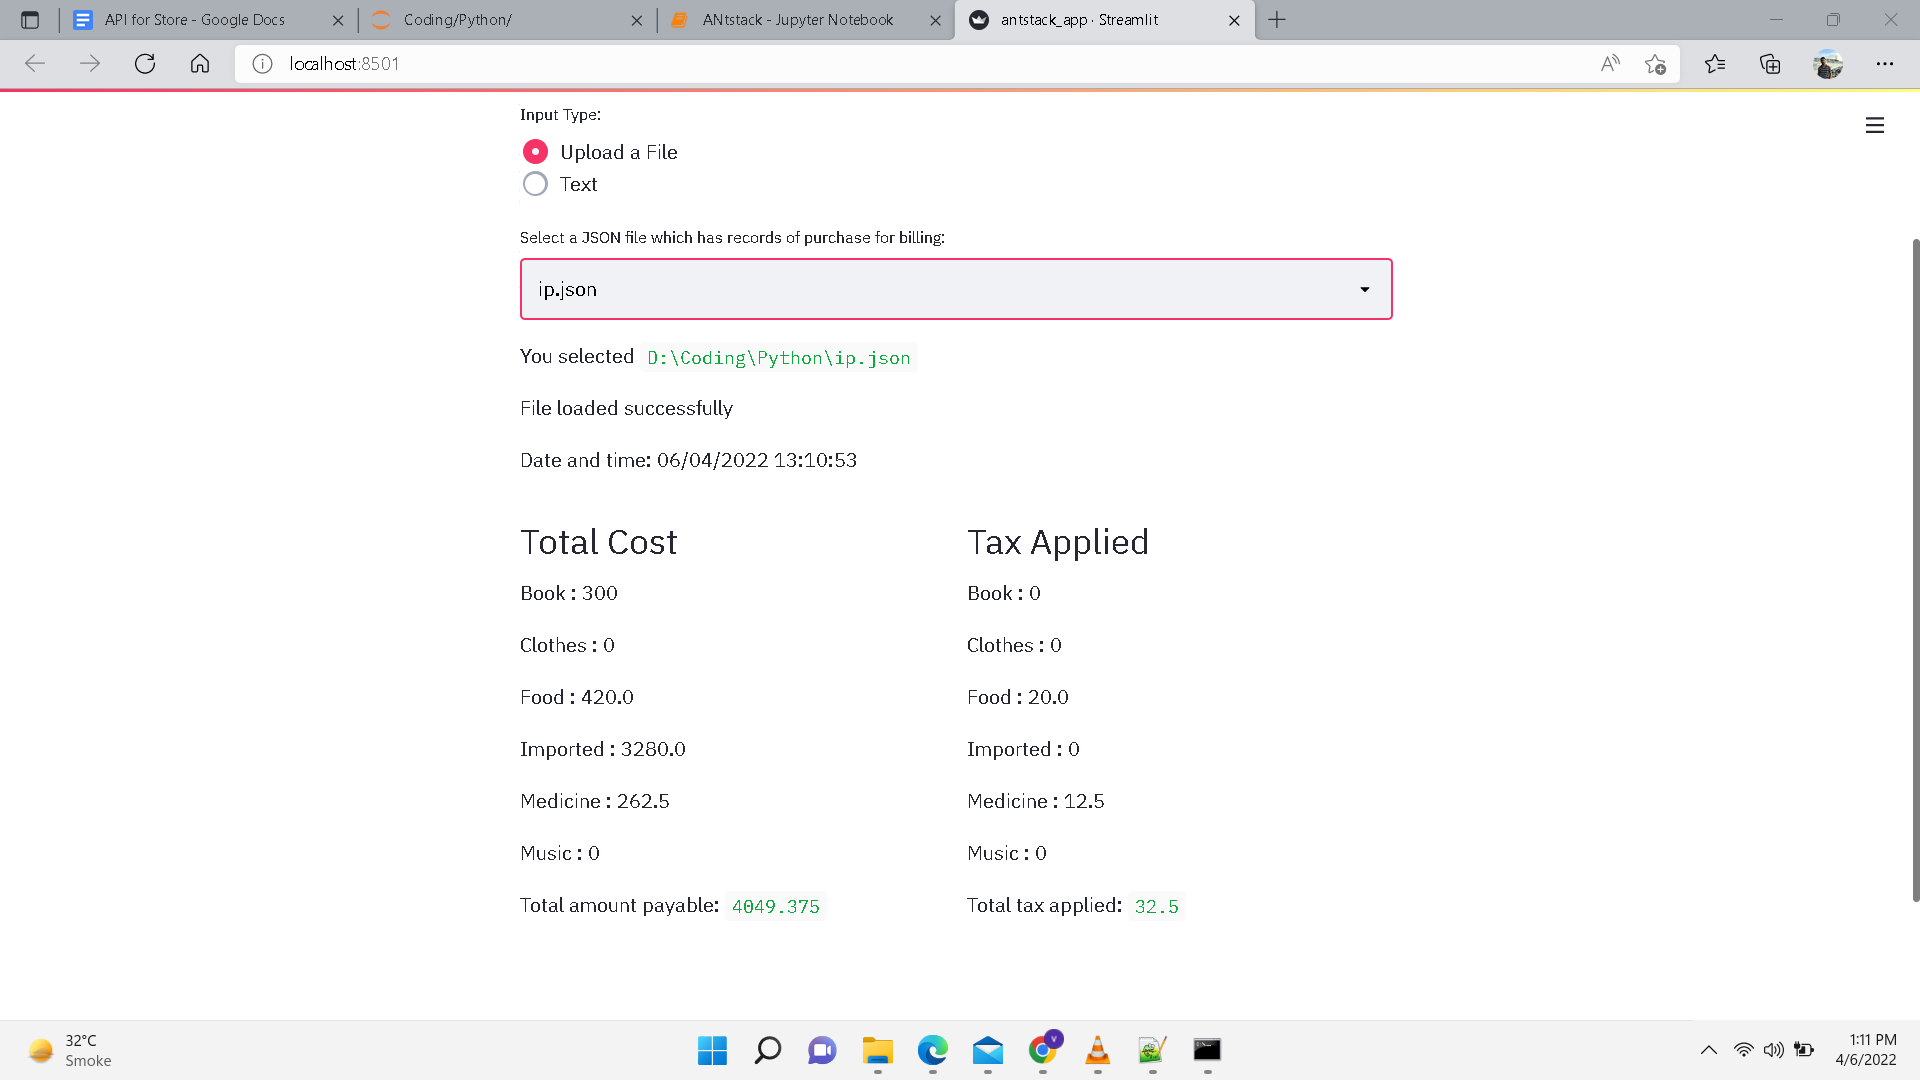 API for Store - Google Docs
Coding/Python/
ANtstack - Jupyter Notebook
antstack_app · Streamlit
localhost:8501
Input Type:
Upload a File
Text
Select a JSON file which has records of purchase for billing:
ip.json
You selected D:\Coding\Python\ip.json
File loaded successfully
Date and time: 06/04/2022 13:10:53
Total Cost
Book : 300
Clothes : 0
Food : 420.0
Imported : 3280.0
Medicine : 262.5
Music : 0
Total amount payable: 4049.375
Tax Applied
Book : 0
Clothes : 0
Food : 20.0
Imported : 0
Medicine : 12.5
Music : 0
Total tax applied: 32.5
32°C
Smoke
V
1:11 PM
4/6/2022